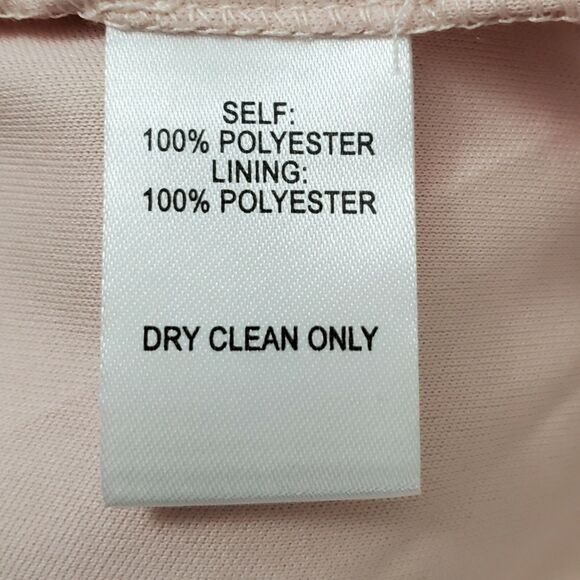 SELF:
100% POLYESTER
LINING:
100% POLYESTER
DRY CLEAN ONLY